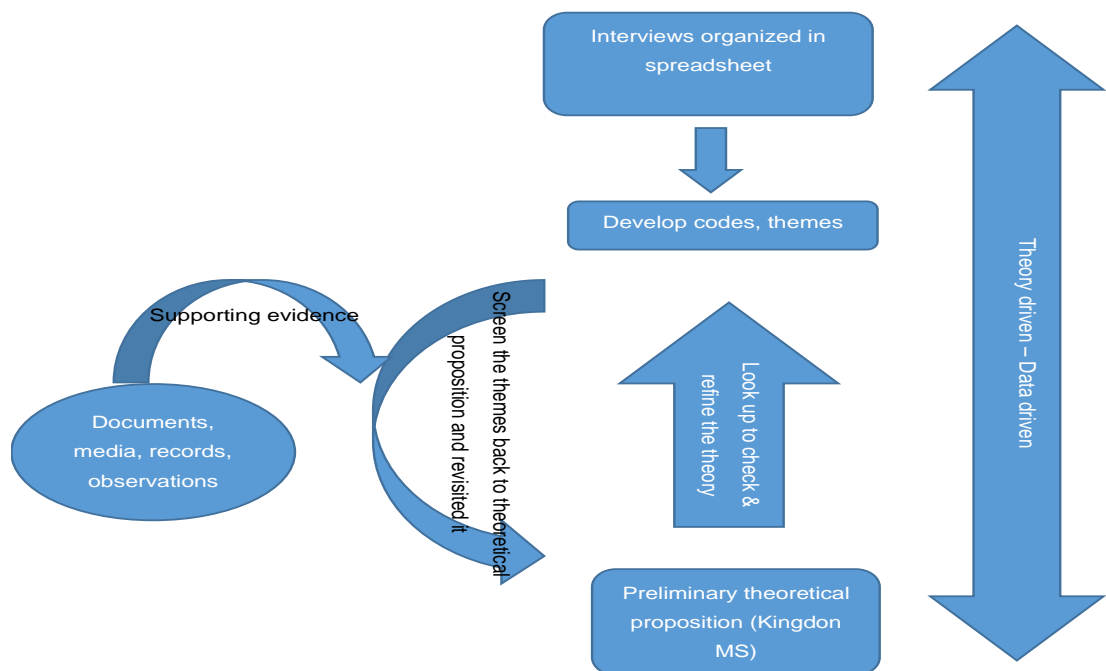 Interviews organized in
spreadsheet
Develop codes, themes
Supporting evidence
Documents,
media, records,
observations
Screen the themes back to theoretical
proposition and revisited it
Look up to check &
refine the theory
Theory driven – Data driven
Preliminary theoretical
proposition (Kingdon
MS)